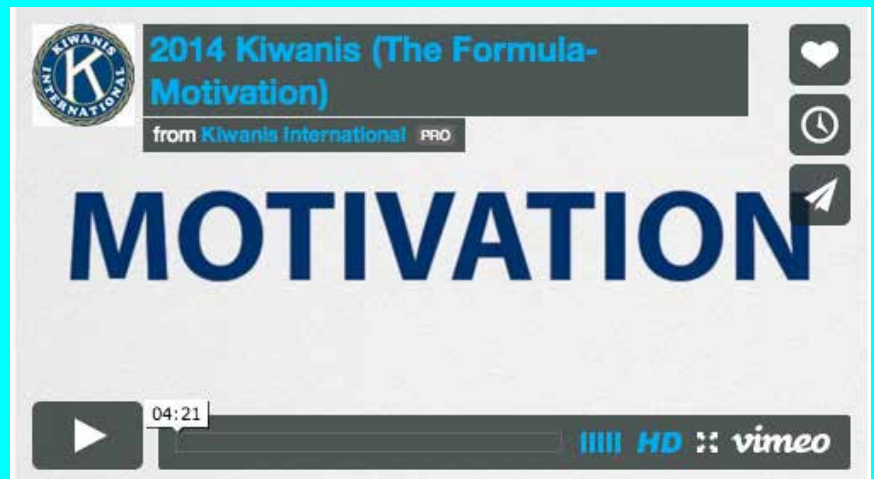 KIWANIS
K
INTERNATIONAL
2014 Kiwanis (The Formula-
Motivation)
from Kiwanis International PRO
MOTIVATION
04:21
HD vimeo